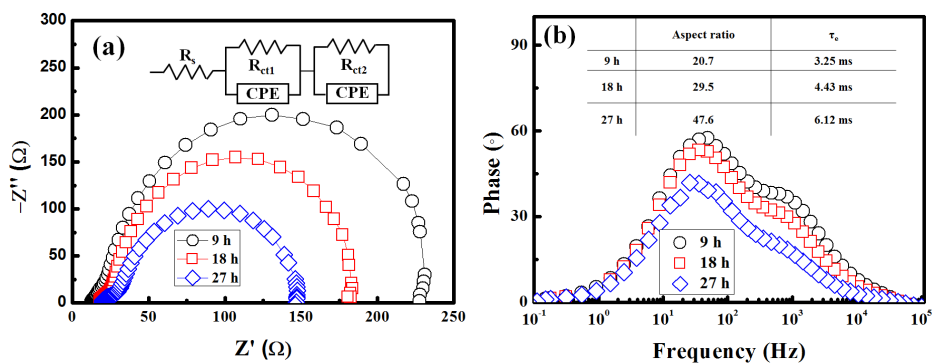 (a)
R_s
R_ct1
R_ct2
CPE
CPE
300
250
200
150
100
50
0
−Z'' (Ω)
9 h
18 h
27 h
0
50
100
150
200
250
Z' (Ω)
(b)
Aspect ratio
τ_e
9 h
20.7
3.25 ms
18 h
29.5
4.43 ms
27 h
47.6
6.12 ms
90
60
30
0
Phase (°)
9 h
18 h
27 h
10^-1
10^0
10^1
10^2
10^3
10^4
10^5
Frequency (Hz)